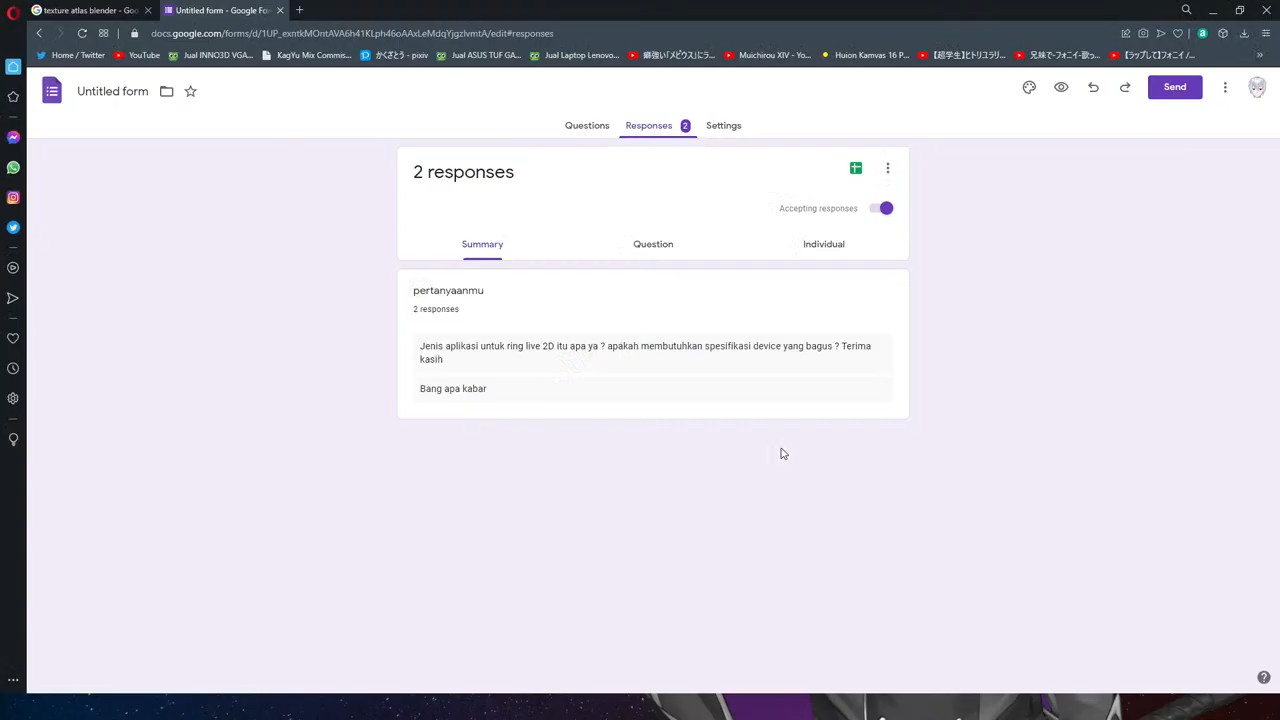 texture atlas blender - Goo
Untitled form - Google Fo
docs.google.com/forms/d/1UP_exntkMOntAVA6h41KLph46oAAxLeMdqYjgzlvmtA/edit#responses
Home / Twitter
YouTube
Jual INNO3D VGA...
KagYu Mix Commis...
がくざとう - pixiv
Jual ASUS TUF GA...
Jual Laptop Lenovo...
Muichirou XIV - Yo...
Huion Kamvas 16 P...
Untitled form
Send
Questions
Responses 2
Settings
2 responses
Accepting responses
Summary
Question
Individual
pertanyaanmu
2 responses
Jenis aplikasi untuk ring live 2D itu apa ya ? apakah membutuhkan spesifikasi device yang bagus ? Terima
kasih
Bang apa kabar